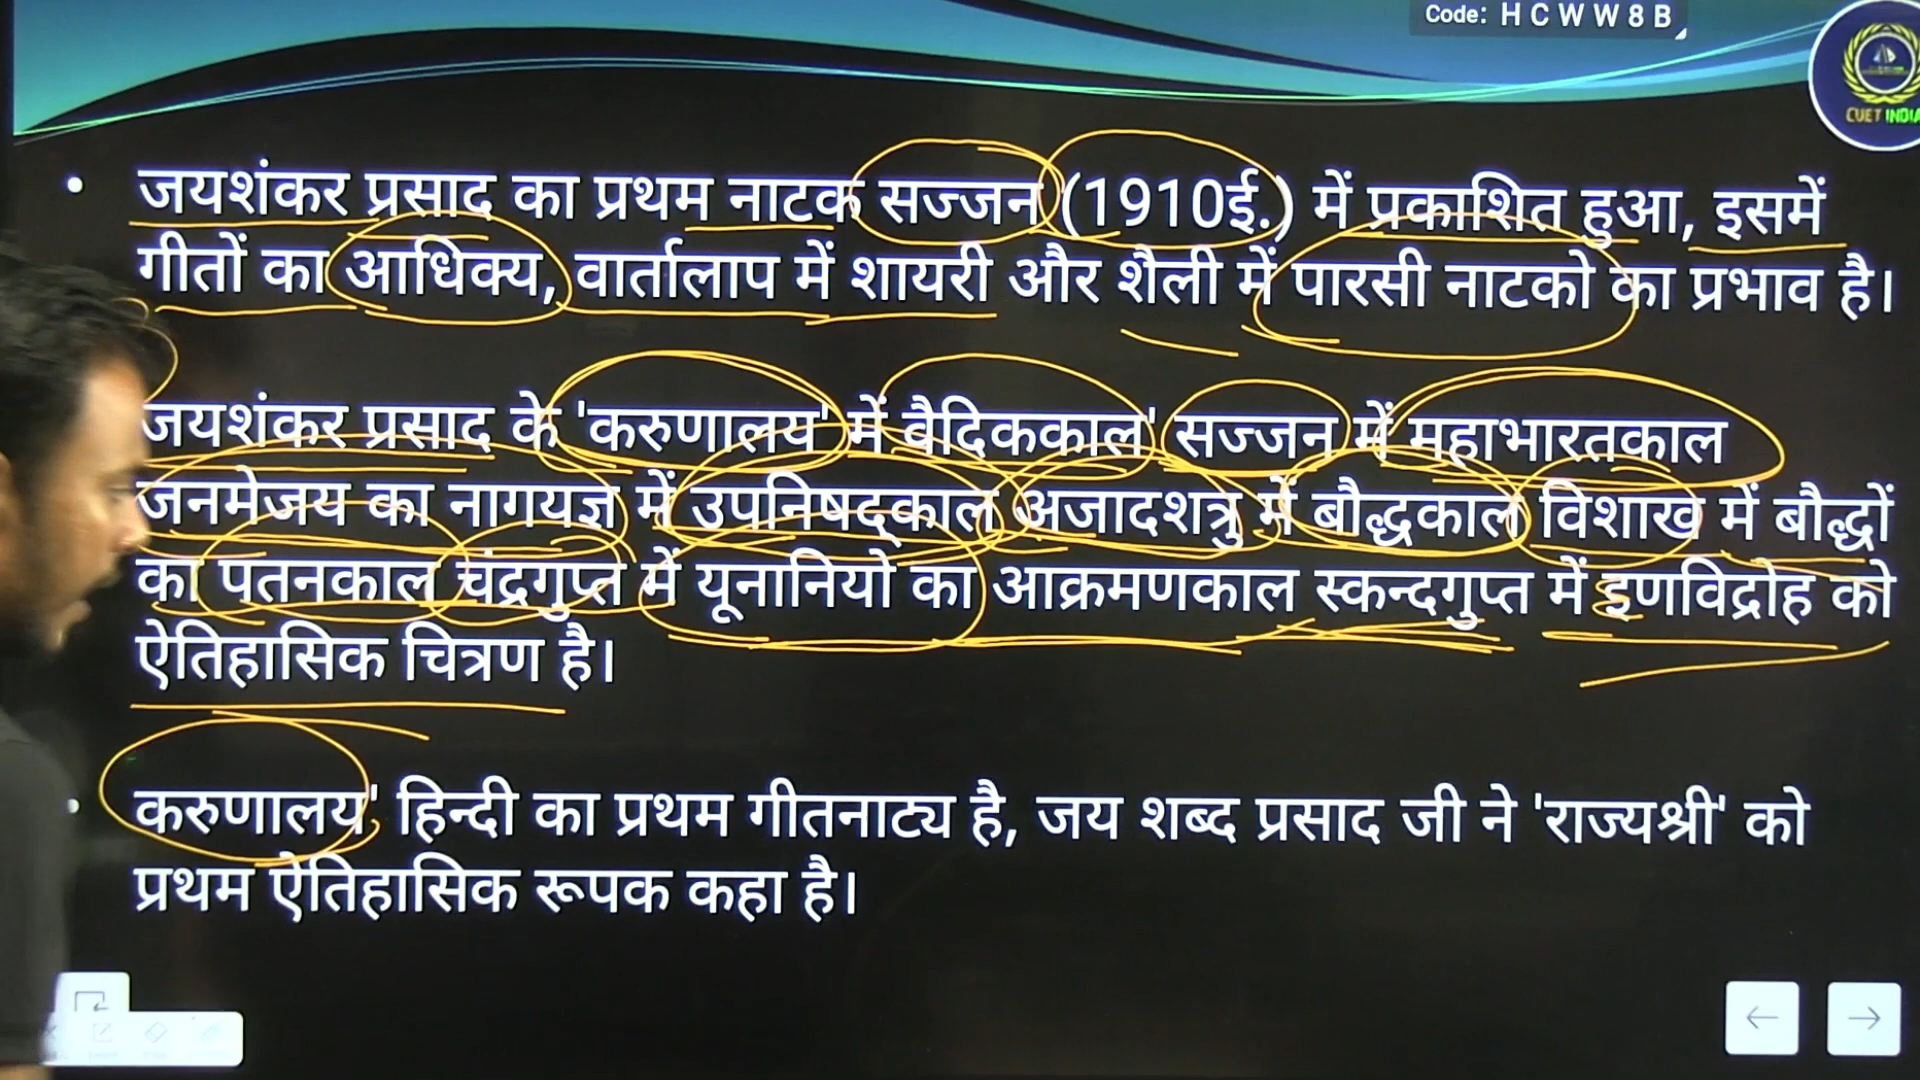 Code: H C W W 8 B
CUET INDIA
• जयशंकर प्रसाद का प्रथम नाटक सज्जन (1910ई.) में प्रकाशित हुआ, इसमें
गीतों का आधिक्य, वार्तालाप में शायरी और शैली में पारसी नाटको का प्रभाव है।
जयशंकर प्रसाद के 'करुणालय' में वैदिककाल' सज्जन में महाभारतकाल
जनमेजय का नागयज्ञ में उपनिषद्काल अजादशत्रु में बौद्धकाल विशाख में बौद्धों
का पतनकाल चंद्रगुप्त में यूनानियो का आक्रमणकाल स्कन्दगुप्त में इणविद्रोह को
ऐतिहासिक चित्रण है।
• करुणालय' हिन्दी का प्रथम गीतनाट्य है, जय शब्द प्रसाद जी ने 'राज्यश्री' को
प्रथम ऐतिहासिक रूपक कहा है।